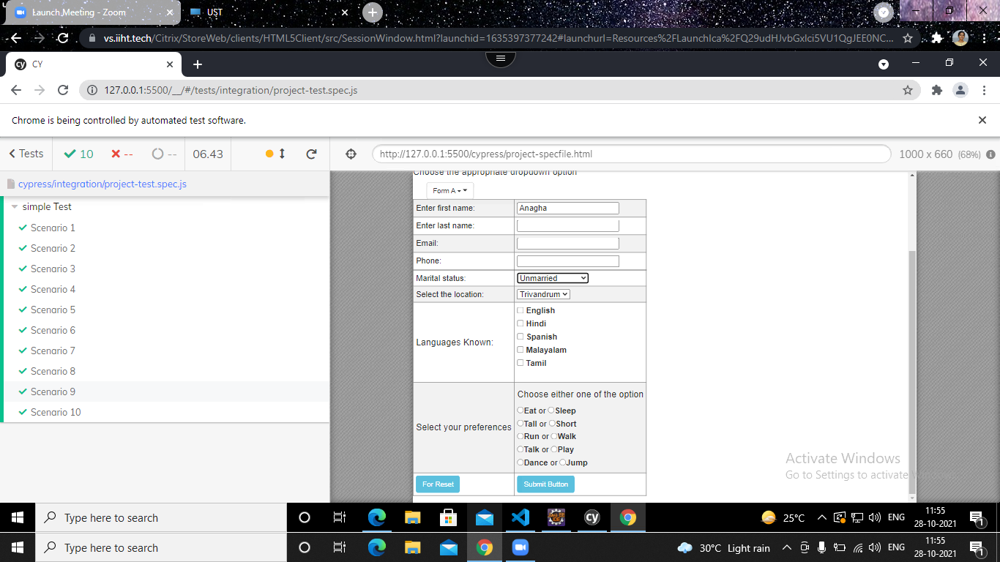 Launch Meeting - Zoom
UST
vs.iiht.tech/Citrix/StoreWeb/clients/HTML5Client/src/SessionWindow.html?launchid=1635397377242#launchurl=Resources%2FLaunchIca%2FQ29udHJvbGxlci5VU1QgJEE0NC...
cy CY
127.0.0.1:5500/__/#/tests/integration/project-test.spec.js
Chrome is being controlled by automated test software.
Tests 10 -- -- 06.43
http://127.0.0.1:5500/cypress/project-specfile.html
1000 x 660 (68%)
cypress/integration/project-test.spec.js
simple Test
Scenario 1
Scenario 2
Scenario 3
Scenario 4
Scenario 5
Scenario 6
Scenario 7
Scenario 8
Scenario 9
Scenario 10
Choose the appropriate dropdown option
Form A -
Enter first name: Anagha
Enter last name:
Email:
Phone:
Marital status: Unmarried
Select the location: Trivandrum
Languages Known:
English
Hindi
Spanish
Malayalam
Tamil
Select your preferences
Choose either one of the option
Eat or Sleep
Tall or Short
Run or Walk
Talk or Play
Dance or Jump
For Reset Submit Button
Activate Windows
Go to Settings to activate Windows.
Type here to search
cy
25°C ENG
11:55
28-10-2021
1
Type here to search
30°C Light rain ENG
11:55
28-10-2021
1